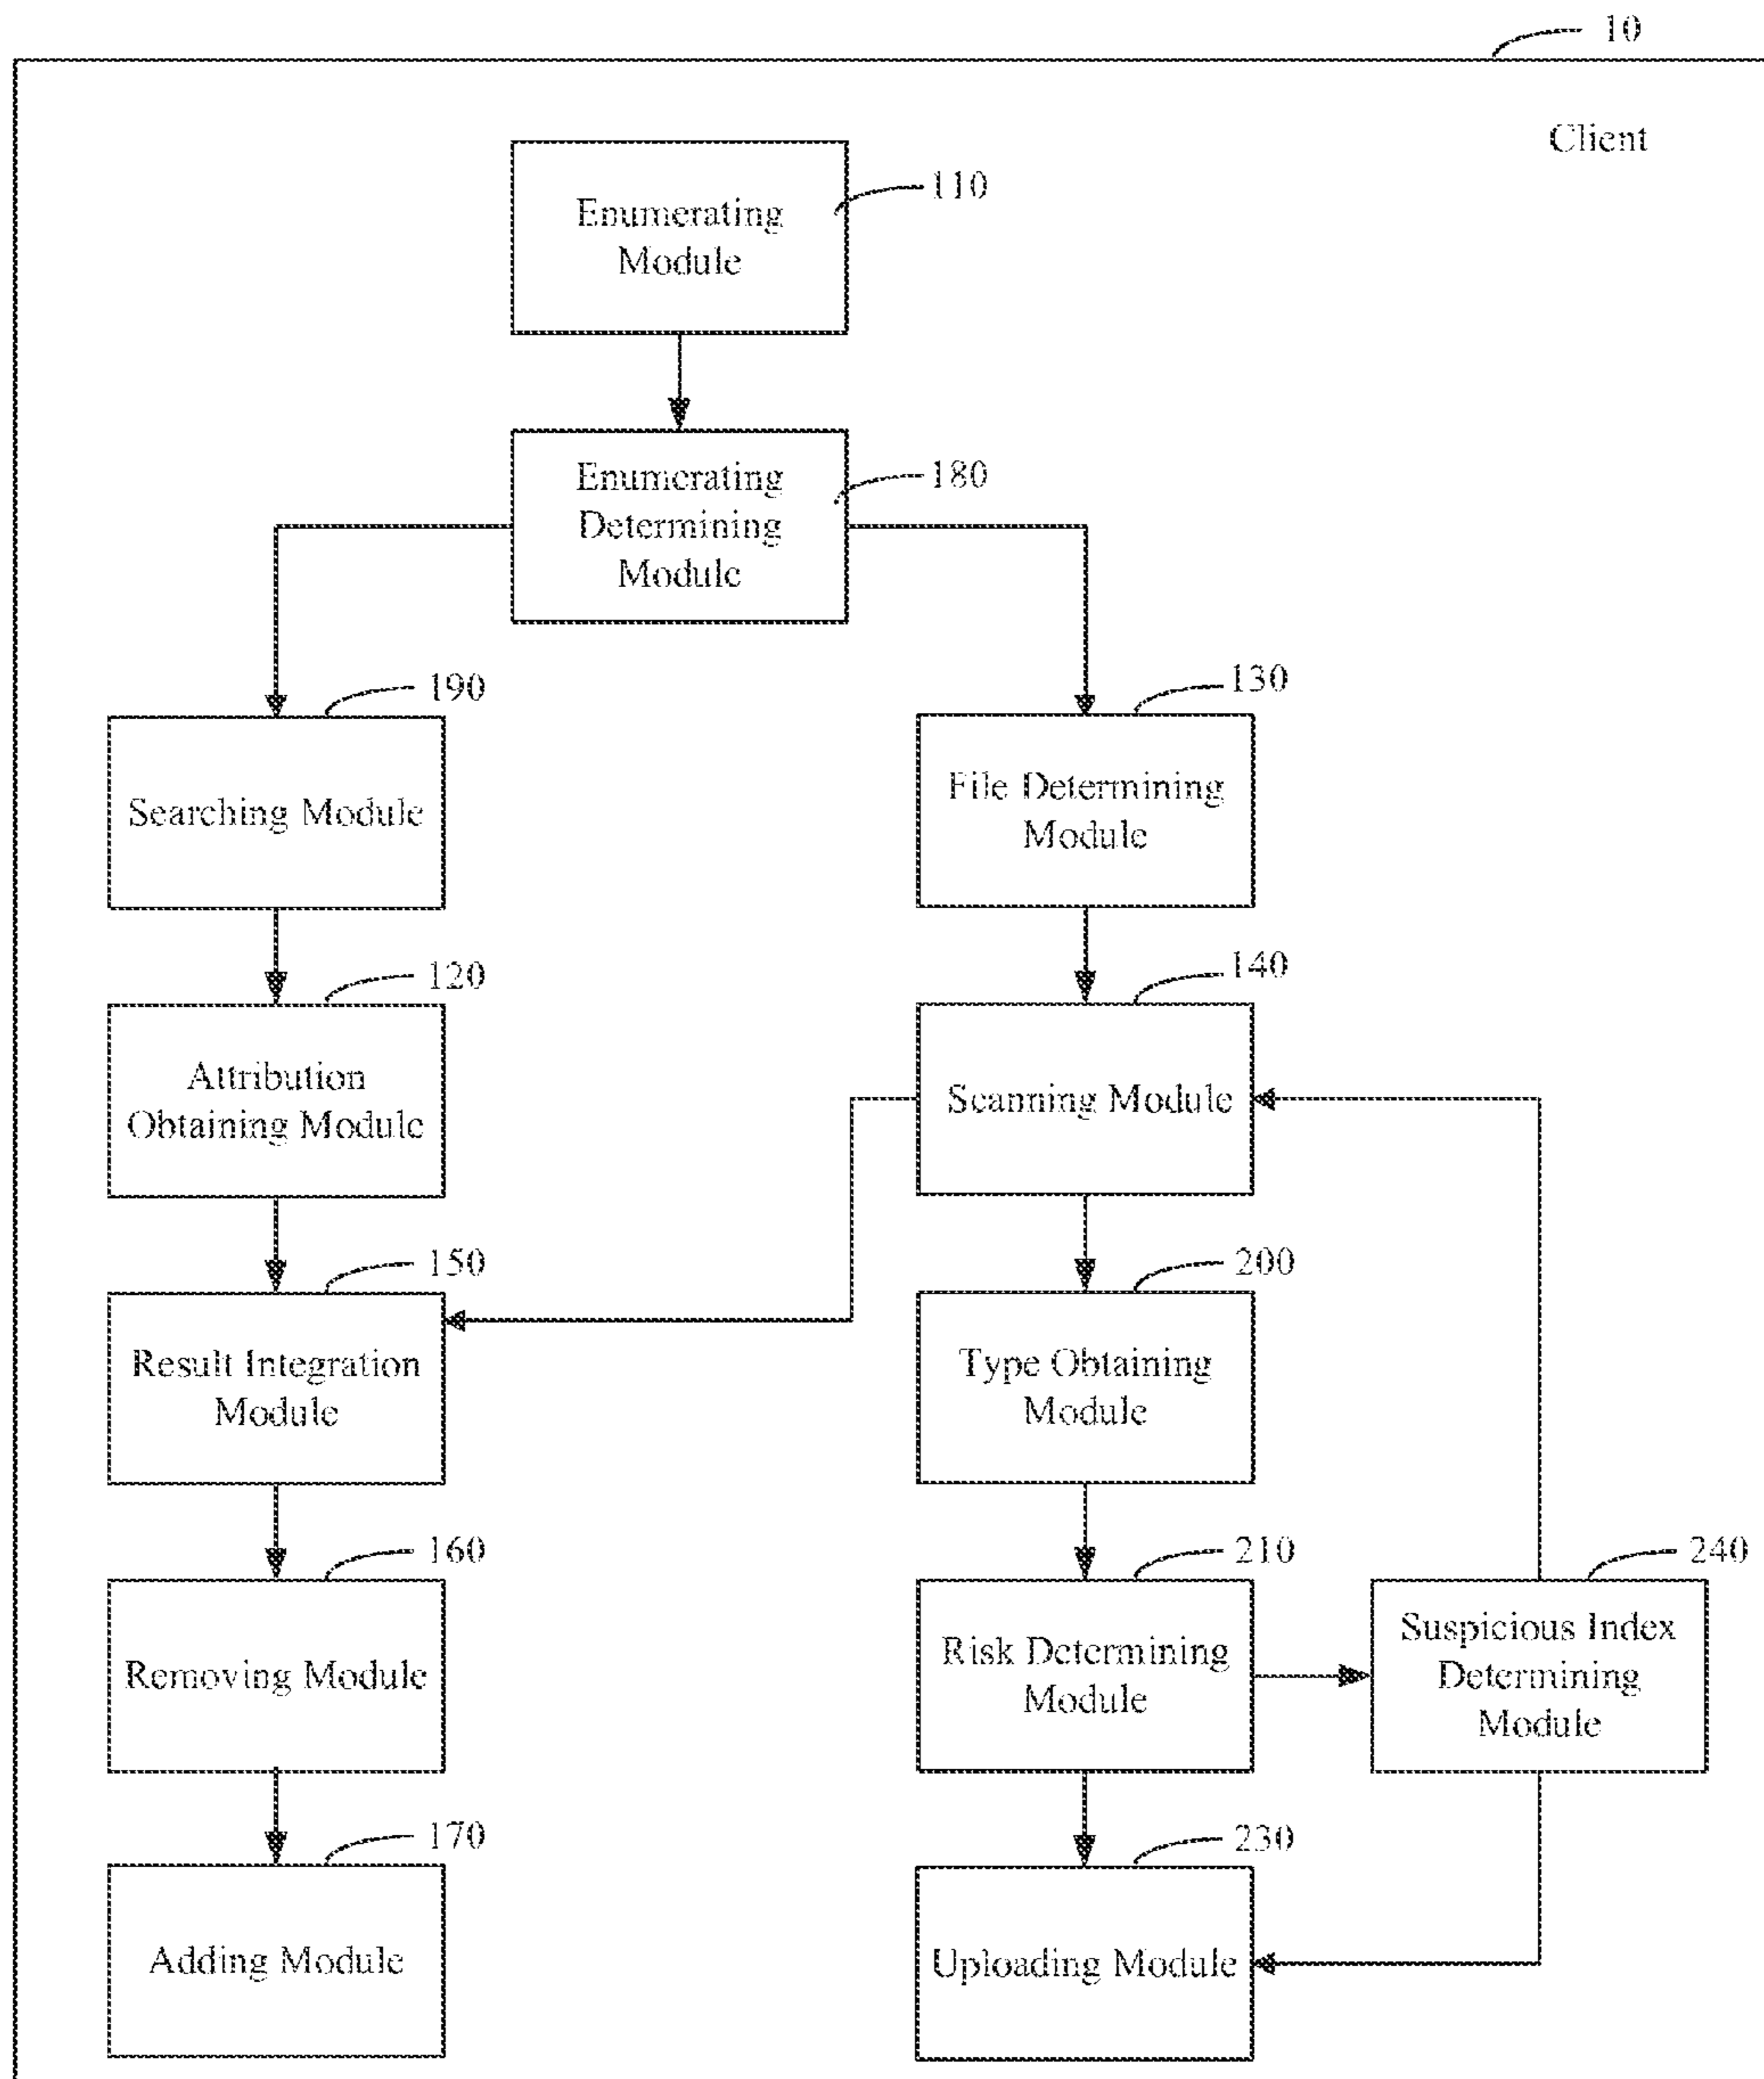 10
Client
110
Enumerating
Module
180
Enumerating
Determining
Module
190
Searching Module
130
File Determining
Module
120
Attribution
Obtaining Module
140
Scanning Module
150
Result Integration
Module
200
Type Obtaining
Module
160
Removing Module
210
Risk Determining
Module
240
Suspicious Index
Determining
Module
170
Adding Module
230
Uploading Module